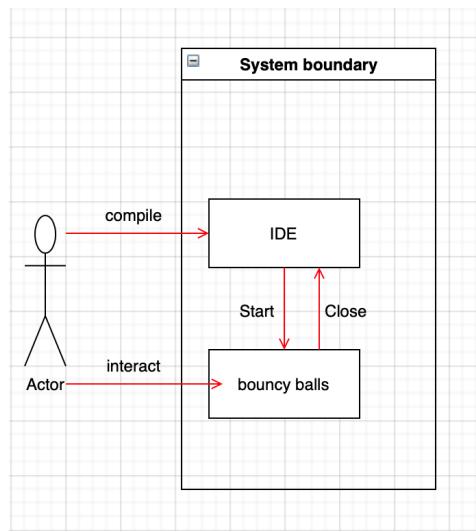 System boundary
compile
IDE
Start
Close
interact
Actor
bouncy balls